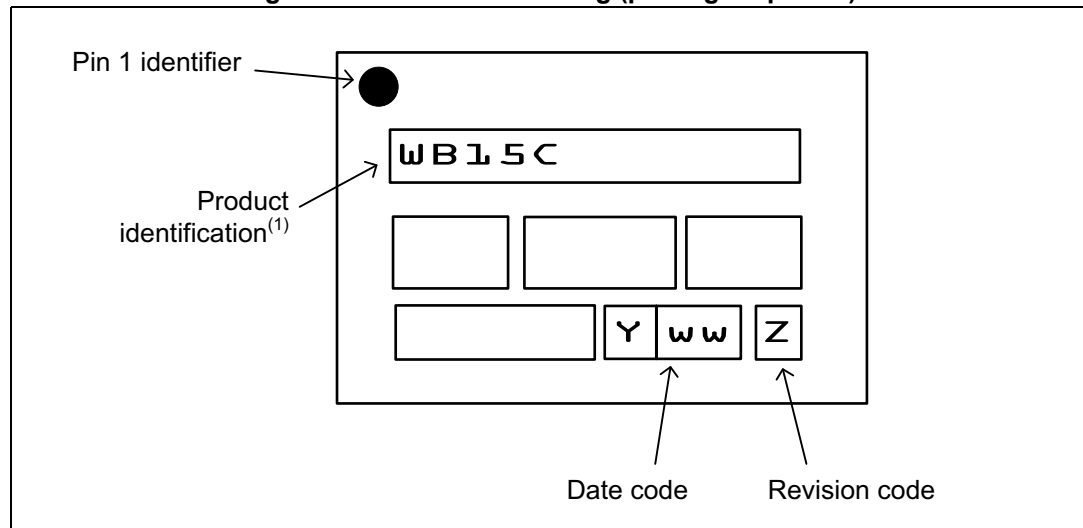 Pin 1 identifier
WB15C
Product
identification(1)
Y WW Z
Date code Revision code